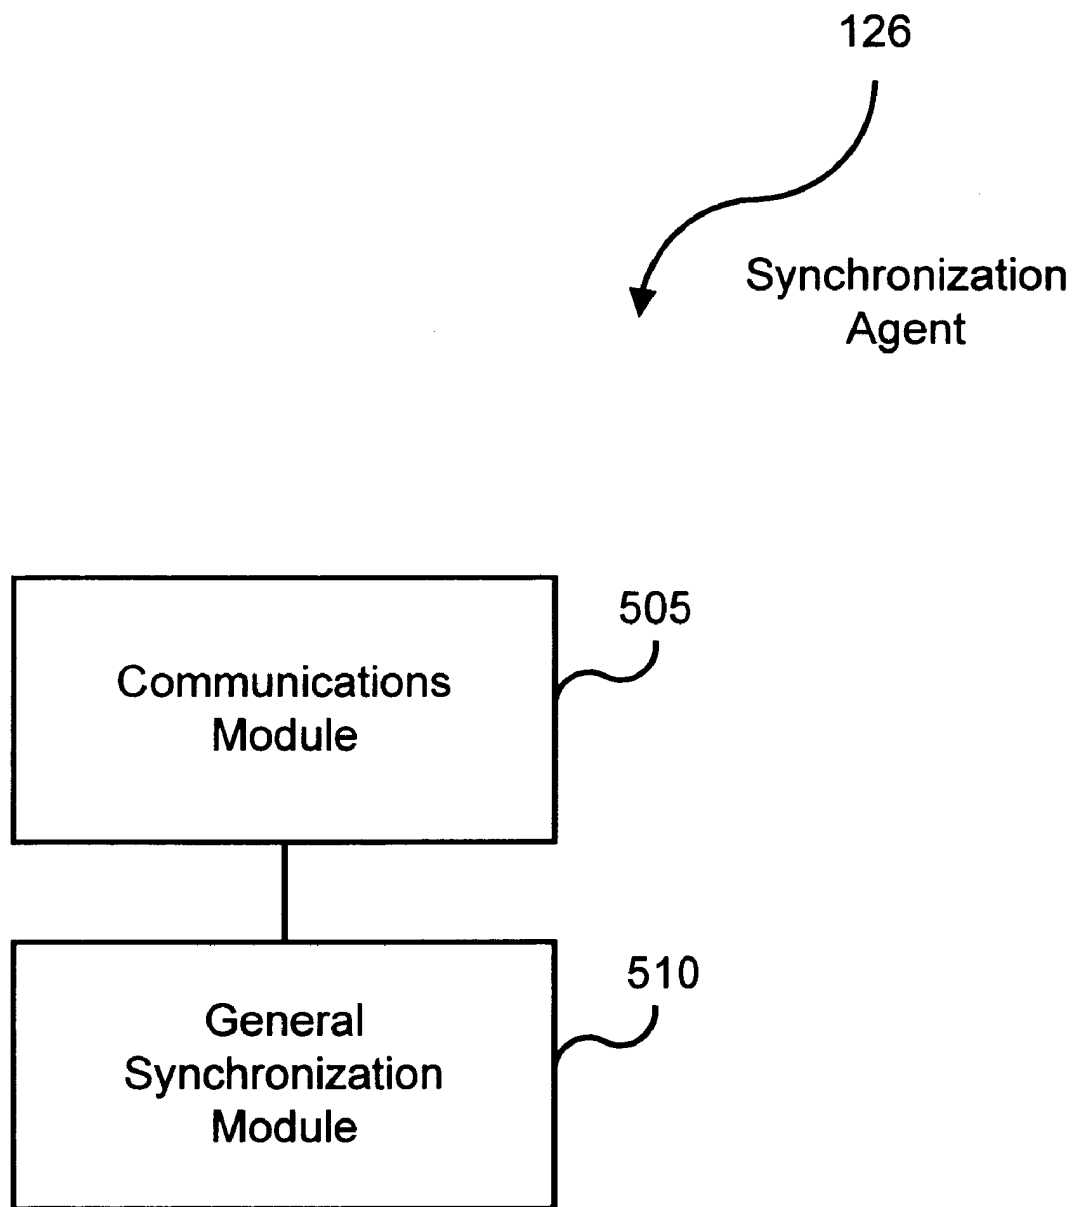 126
Synchronization
Agent
505
Communications
Module
510
General
Synchronization
Module